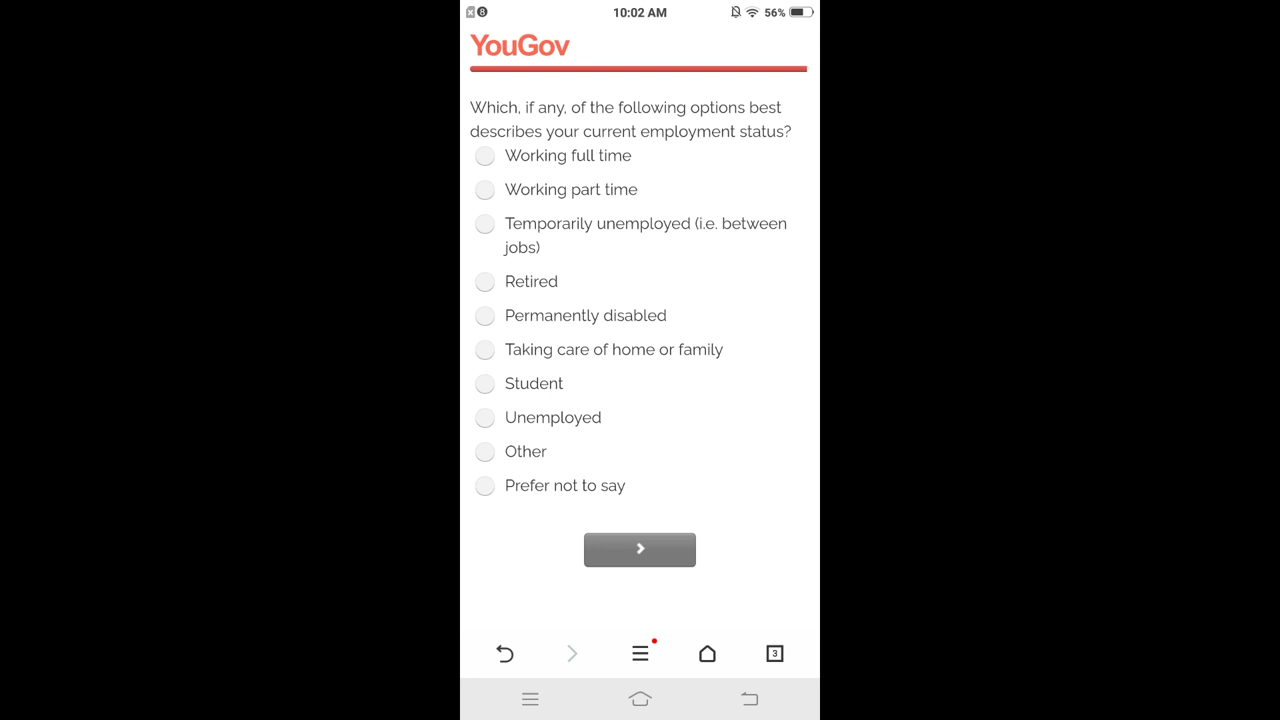 8
10:02 AM
56%
YouGov
Which, if any, of the following options best
describes your current employment status?
Working full time
Working part time
Temporarily unemployed (i.e. between
jobs)
Retired
Permanently disabled
Taking care of home or family
Student
Unemployed
Other
Prefer not to say
3